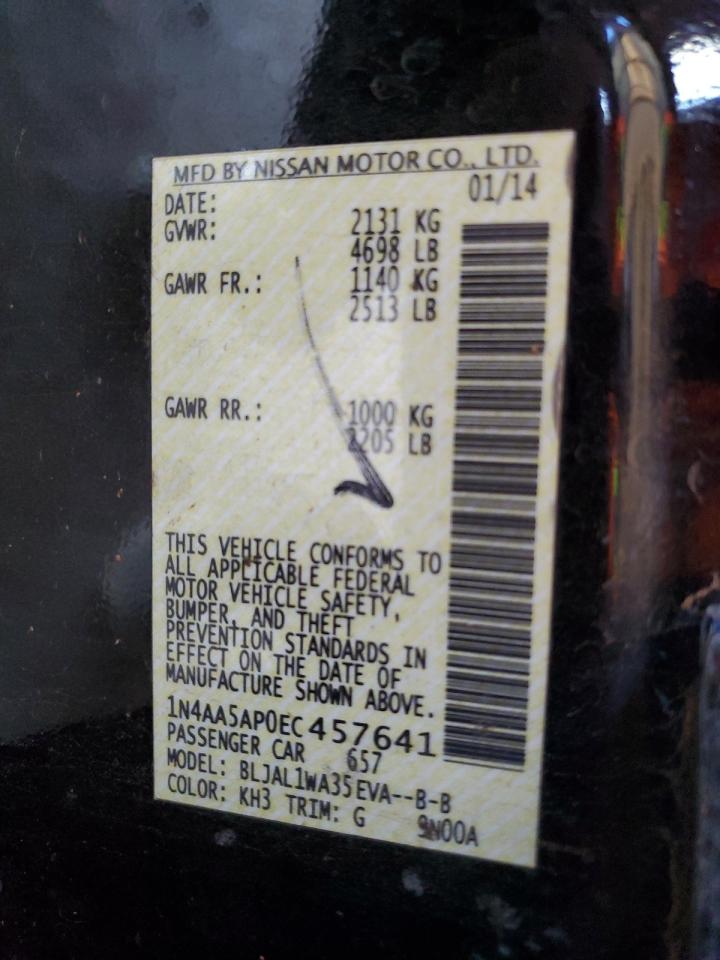 MFD BY NISSAN MOTOR CO., LTD.
DATE: 01/14
GVWR: 2131 KG
4698 LB
GAWR FR.: 1140 KG
2513 LB
GAWR RR.: 1000 KG
2205 LB
THIS VEHICLE CONFORMS TO
ALL APPLICABLE FEDERAL
MOTOR VEHICLE SAFETY,
BUMPER, AND THEFT
PREVENTION STANDARDS IN
EFFECT ON THE DATE OF
MANUFACTURE SHOWN ABOVE.
1N4AA5AP0EC457641
PASSENGER CAR 657
MODEL: BLJAL1WA35EVA--B-B
COLOR: KH3 TRIM: G 9N00A